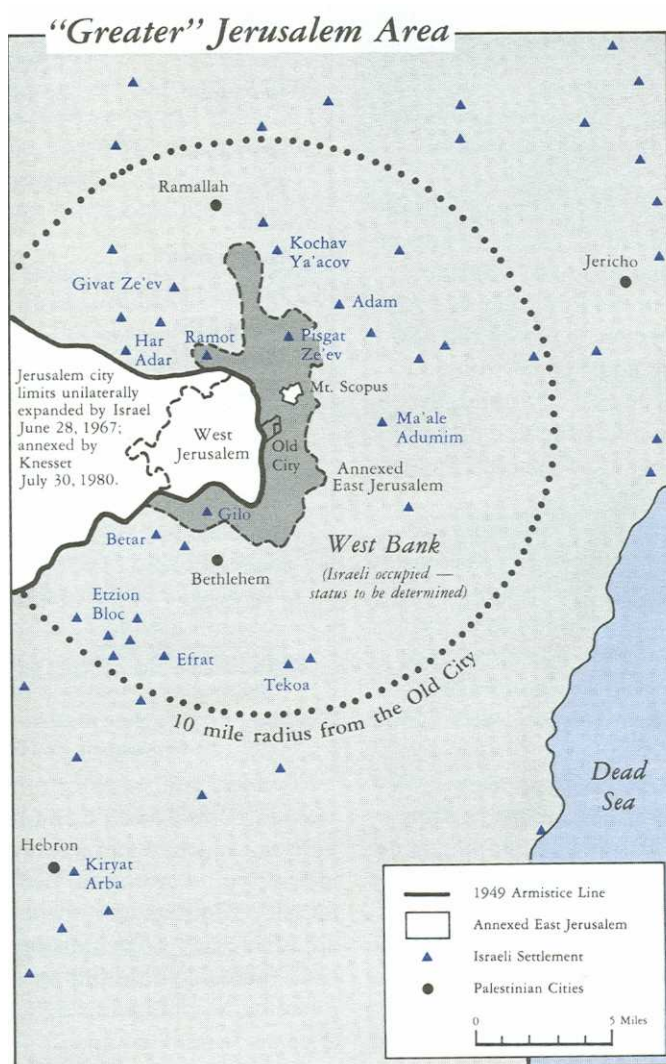 "Greater" Jerusalem Area
Ramallah
Kochav
Ya'acov
Jericho
Givat Ze'ev
Adam
Har
Adar
Ramot
Pisgat
Ze'ev
Mt. Scopus
Jerusalem city
limits unilaterally
expanded by Israel
June 28, 1967;
annexed by
Knesset
July 30, 1980.
West
Jerusalem
Old
City
Ma'ale
Adumim
Annexed
East Jerusalem
Gilo
Betar
West Bank
(Israeli occupied —
status to be determined)
Bethlehem
Etzion
Bloc
Efrat
Tekoa
10 mile radius from the Old City
Dead
Sea
Hebron
Kiryat
Arba
1949 Armistice Line
Annexed East Jerusalem
Israeli Settlement
Palestinian Cities
0 5 Miles